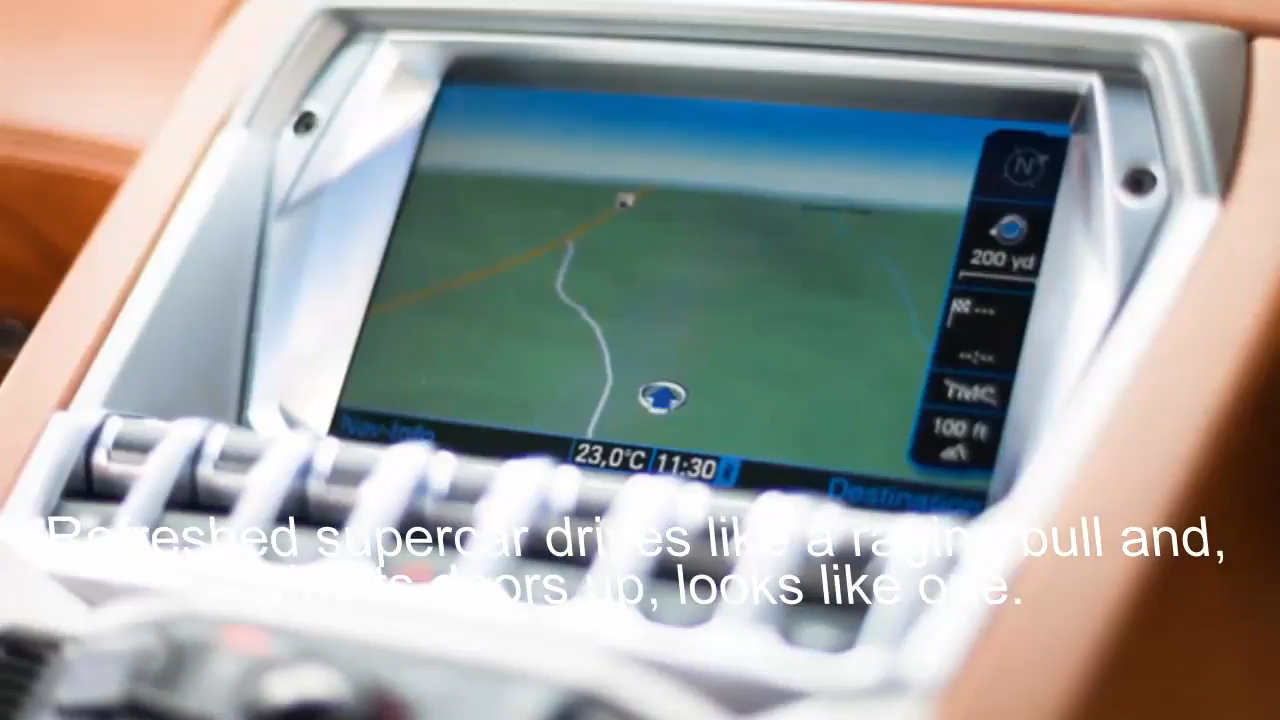 N
200 yd
---
--:--
TMC
100 ft
Nav-Info
23,0°C 11:30
Destination
Refreshed supercar drives like a raging bull and,
doors up, looks like one.